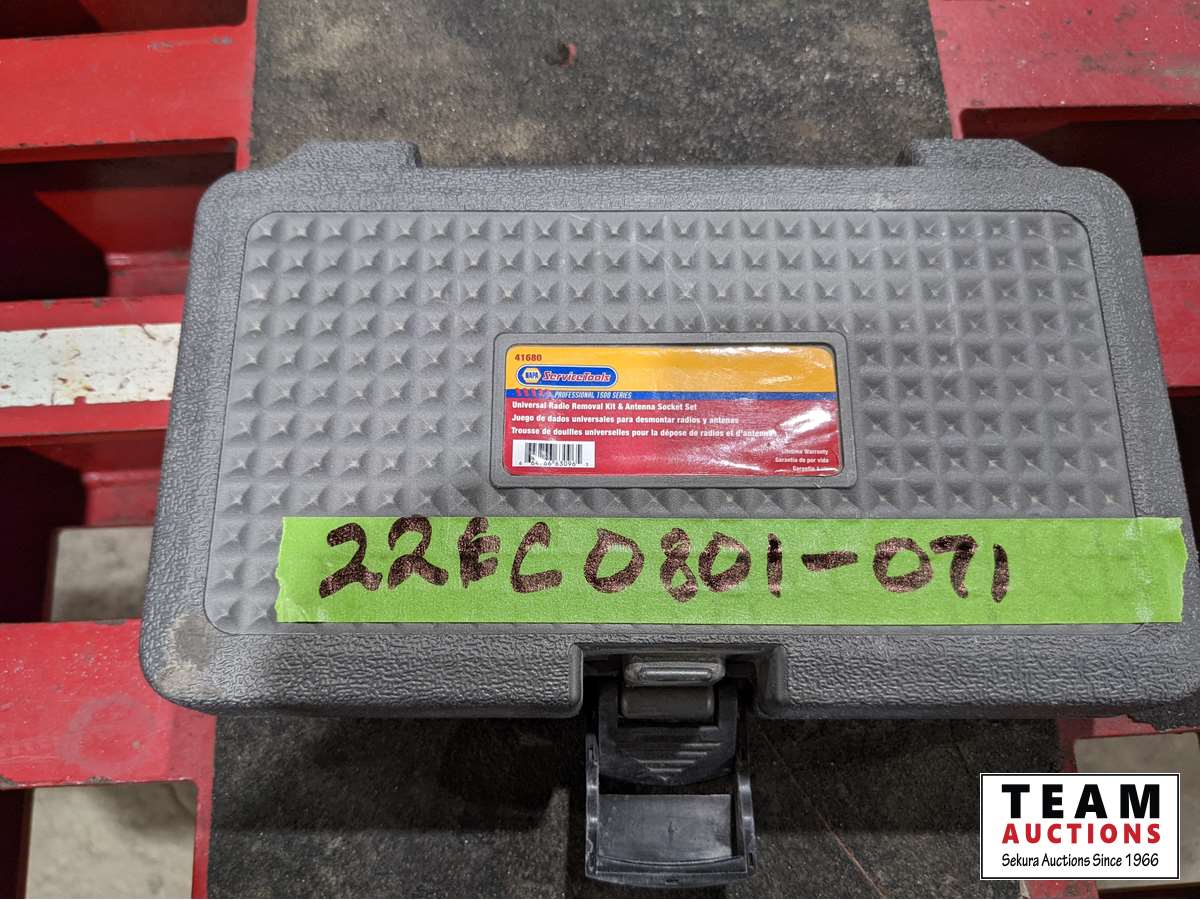 41680
NAPA ServiceTools
PROFESSIONAL 1500 SERIES
Universal Radio Removal Kit & Antenna Socket Set
Juego de dados universales para desmontar radios y antenas
Trousse de douilles universelles pour la dépose de radios et d'antenne
Lifetime Warranty
Garantía de por vida
Garantie
22EC0801-071
TEAM
AUCTIONS
Sekura Auctions Since 1966